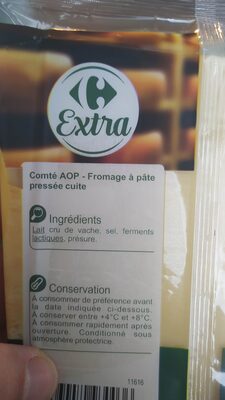 Extra
Comté AOP - Fromage à pâte
pressée cuite
Ingrédients
Lait cru de vache, sel, ferments
lactiques, présure.
Conservation
A consommer de préférence avant
la date indiquée ci-dessous.
A conserver entre +4°C et +8°C.
A consommer rapidement après
ouverture. Conditionné sous
atmosphère protectrice.
11616